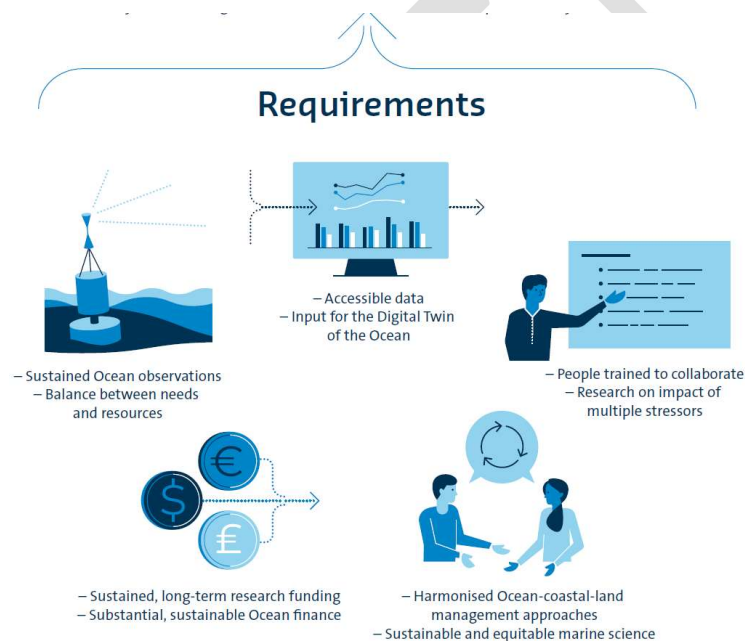 Requirements
– Accessible data
– Input for the Digital Twin
of the Ocean
– Sustained Ocean observations
– Balance between needs
and resources
– People trained to collaborate
– Research on impact of
multiple stressors
€
$
£
– Sustained, long-term research funding
– Substantial, sustainable Ocean finance
– Harmonised Ocean-coastal-land
management approaches
– Sustainable and equitable marine science